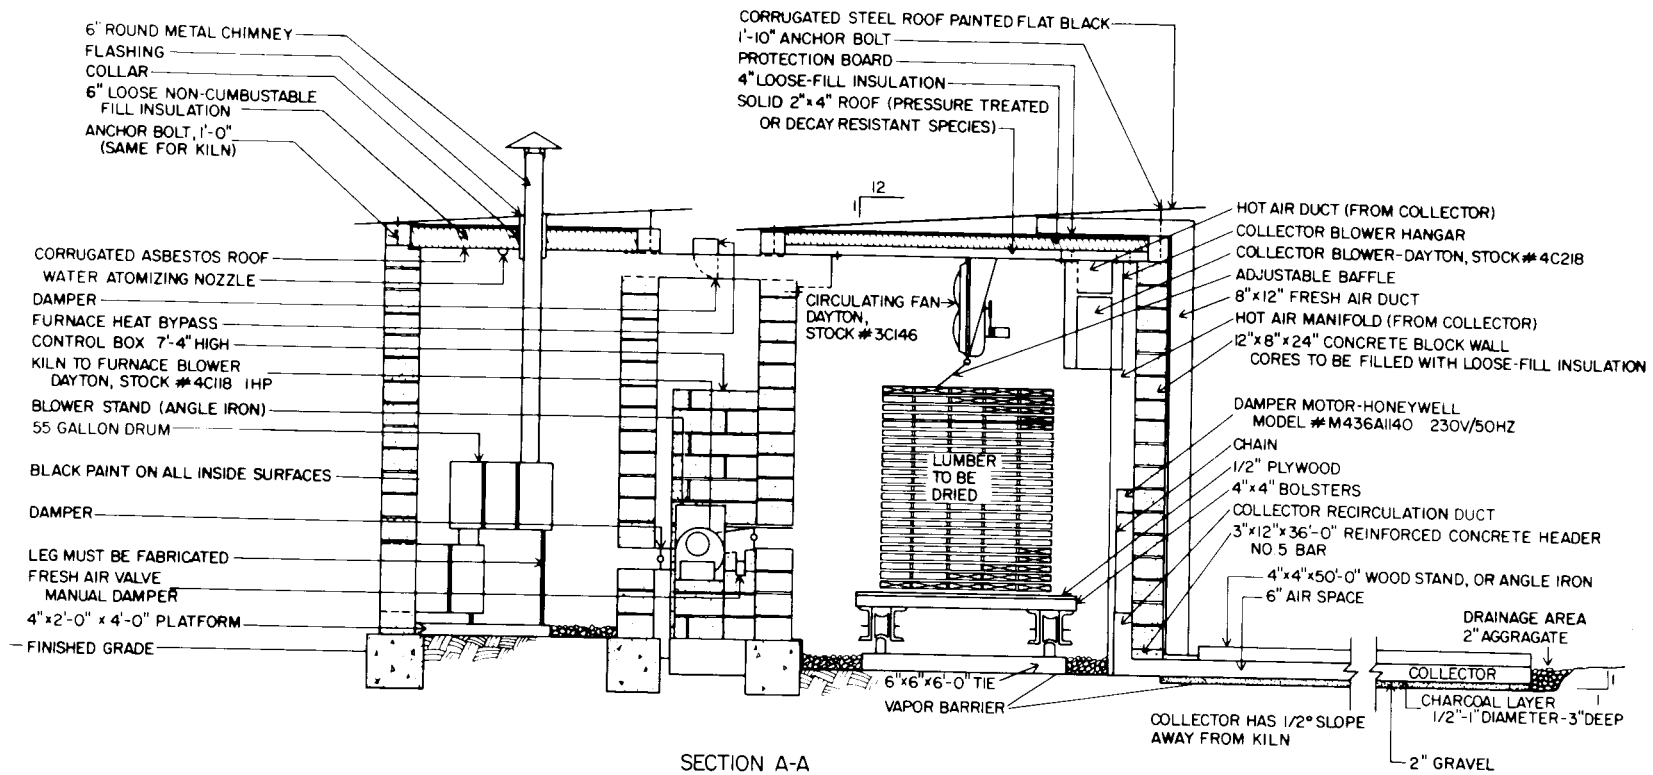 6" ROUND METAL CHIMNEY
FLASHING
COLLAR
6" LOOSE NON-CUMBUSTABLE
FILL INSULATION
ANCHOR BOLT, 1'-0"
(SAME FOR KILN)
CORRUGATED STEEL ROOF PAINTED FLAT BLACK
1'-10" ANCHOR BOLT
PROTECTION BOARD
4" LOOSE-FILL INSULATION
SOLID 2"x4" ROOF (PRESSURE TREATED
OR DECAY RESISTANT SPECIES)
12
1
CORRUGATED ASBESTOS ROOF
WATER ATOMIZING NOZZLE
DAMPER
FURNACE HEAT BYPASS
CONTROL BOX 7'-4" HIGH
KILN TO FURNACE BLOWER
DAYTON, STOCK #4C118 1HP
BLOWER STAND (ANGLE IRON)
55 GALLON DRUM
BLACK PAINT ON ALL INSIDE SURFACES
DAMPER
LEG MUST BE FABRICATED
FRESH AIR VALVE
MANUAL DAMPER
4"x2'-0" x 4'-0" PLATFORM
FINISHED GRADE
CIRCULATING FAN
DAYTON,
STOCK #3C146
LUMBER
TO BE
DRIED
HOT AIR DUCT (FROM COLLECTOR)
COLLECTOR BLOWER HANGAR
COLLECTOR BLOWER-DAYTON, STOCK #4C218
ADJUSTABLE BAFFLE
8"x12" FRESH AIR DUCT
HOT AIR MANIFOLD (FROM COLLECTOR)
12"x8"x24" CONCRETE BLOCK WALL
CORES TO BE FILLED WITH LOOSE-FILL INSULATION
DAMPER MOTOR-HONEYWELL
MODEL #M436A1140 230V/50HZ
CHAIN
1/2" PLYWOOD
4"x4" BOLSTERS
COLLECTOR RECIRCULATION DUCT
3"x12"x36'-0" REINFORCED CONCRETE HEADER
NO.5 BAR
4"x4"x50'-0" WOOD STAND, OR ANGLE IRON
6" AIR SPACE
DRAINAGE AREA
2" AGGRAGATE
COLLECTOR
1
1
6"x6"x6'-0" TIE
VAPOR BARRIER
CHARCOAL LAYER
1/2"-1" DIAMETER-3" DEEP
COLLECTOR HAS 1/2° SLOPE
AWAY FROM KILN
2" GRAVEL
SECTION A-A